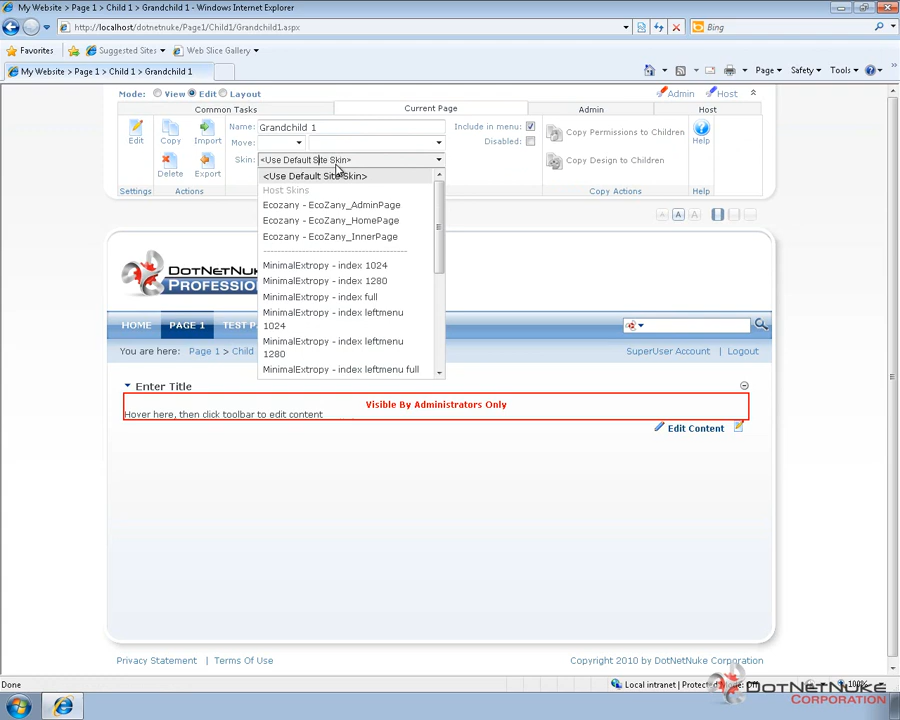 My Website > Page 1 > Child 1 > Grandchild 1 - Windows Internet Explorer
http://localhost/dotnetnuke/Page1/Child1/Grandchild1.aspx
Bing
Favorites
Suggested Sites
Web Slice Gallery
My Website > Page 1 > Child 1 > Grandchild 1
Page
Safety
Tools
Mode:
View
Edit
Layout
Admin
Host
Common Tasks
Current Page
Admin
Host
Edit
Copy
Import
Name:
Grandchild 1
Include in menu:
Copy Permissions to Children
Help
Move:
Disabled:
Skin:
<Use Default Site Skin>
Copy Design to Children
Delete
Export
Settings
Actions
Copy Actions
Help
<Use Default Site Skin>
Host Skins
Ecozany - EcoZany_AdminPage
Ecozany - EcoZany_HomePage
Ecozany - EcoZany_InnerPage
----------------------------------------
MinimalExtropy - index 1024
MinimalExtropy - index 1280
MinimalExtropy - index full
MinimalExtropy - index leftmenu
1024
MinimalExtropy - index leftmenu
1280
MinimalExtropy - index leftmenu full
A
A
A
DOTNETNUKE
PROFESSIONAL
HOME
PAGE 1
TEST P
You are here:
Page 1 > Child
SuperUser Account
|
Logout
Enter Title
Visible By Administrators Only
Hover here, then click toolbar to edit content
Edit Content
Privacy Statement | Terms Of Use
Copyright 2010 by DotNetNuke Corporation
Done
Local intranet | Protected Mode: Off
100%
DOTNETNUKE
CORPORATION